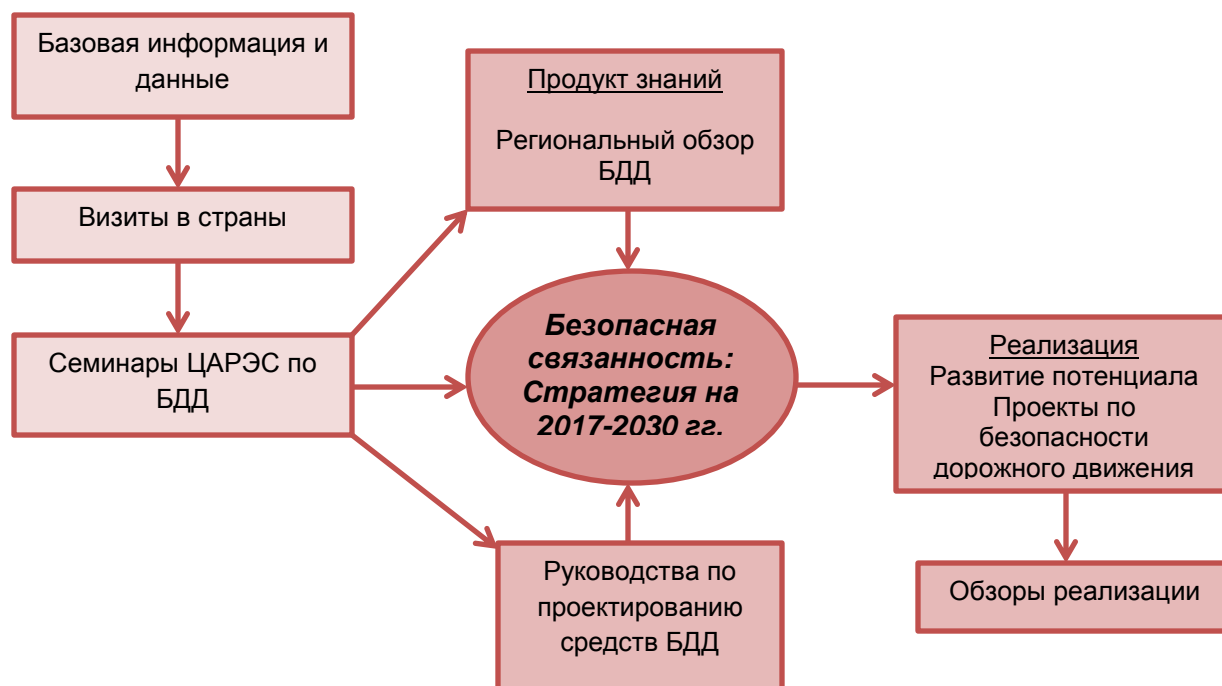 Базовая информация и
данные
Визиты в страны
Семинары ЦАРЭС по
БДД
Продукт знаний
Региональный обзор
БДД
Безопасная
связанность:
Стратегия на
2017-2030 гг.
Руководства по
проектированию
средств БДД
Реализация
Развитие потенциала
Проекты по
безопасности
дорожного движения
Обзоры реализации